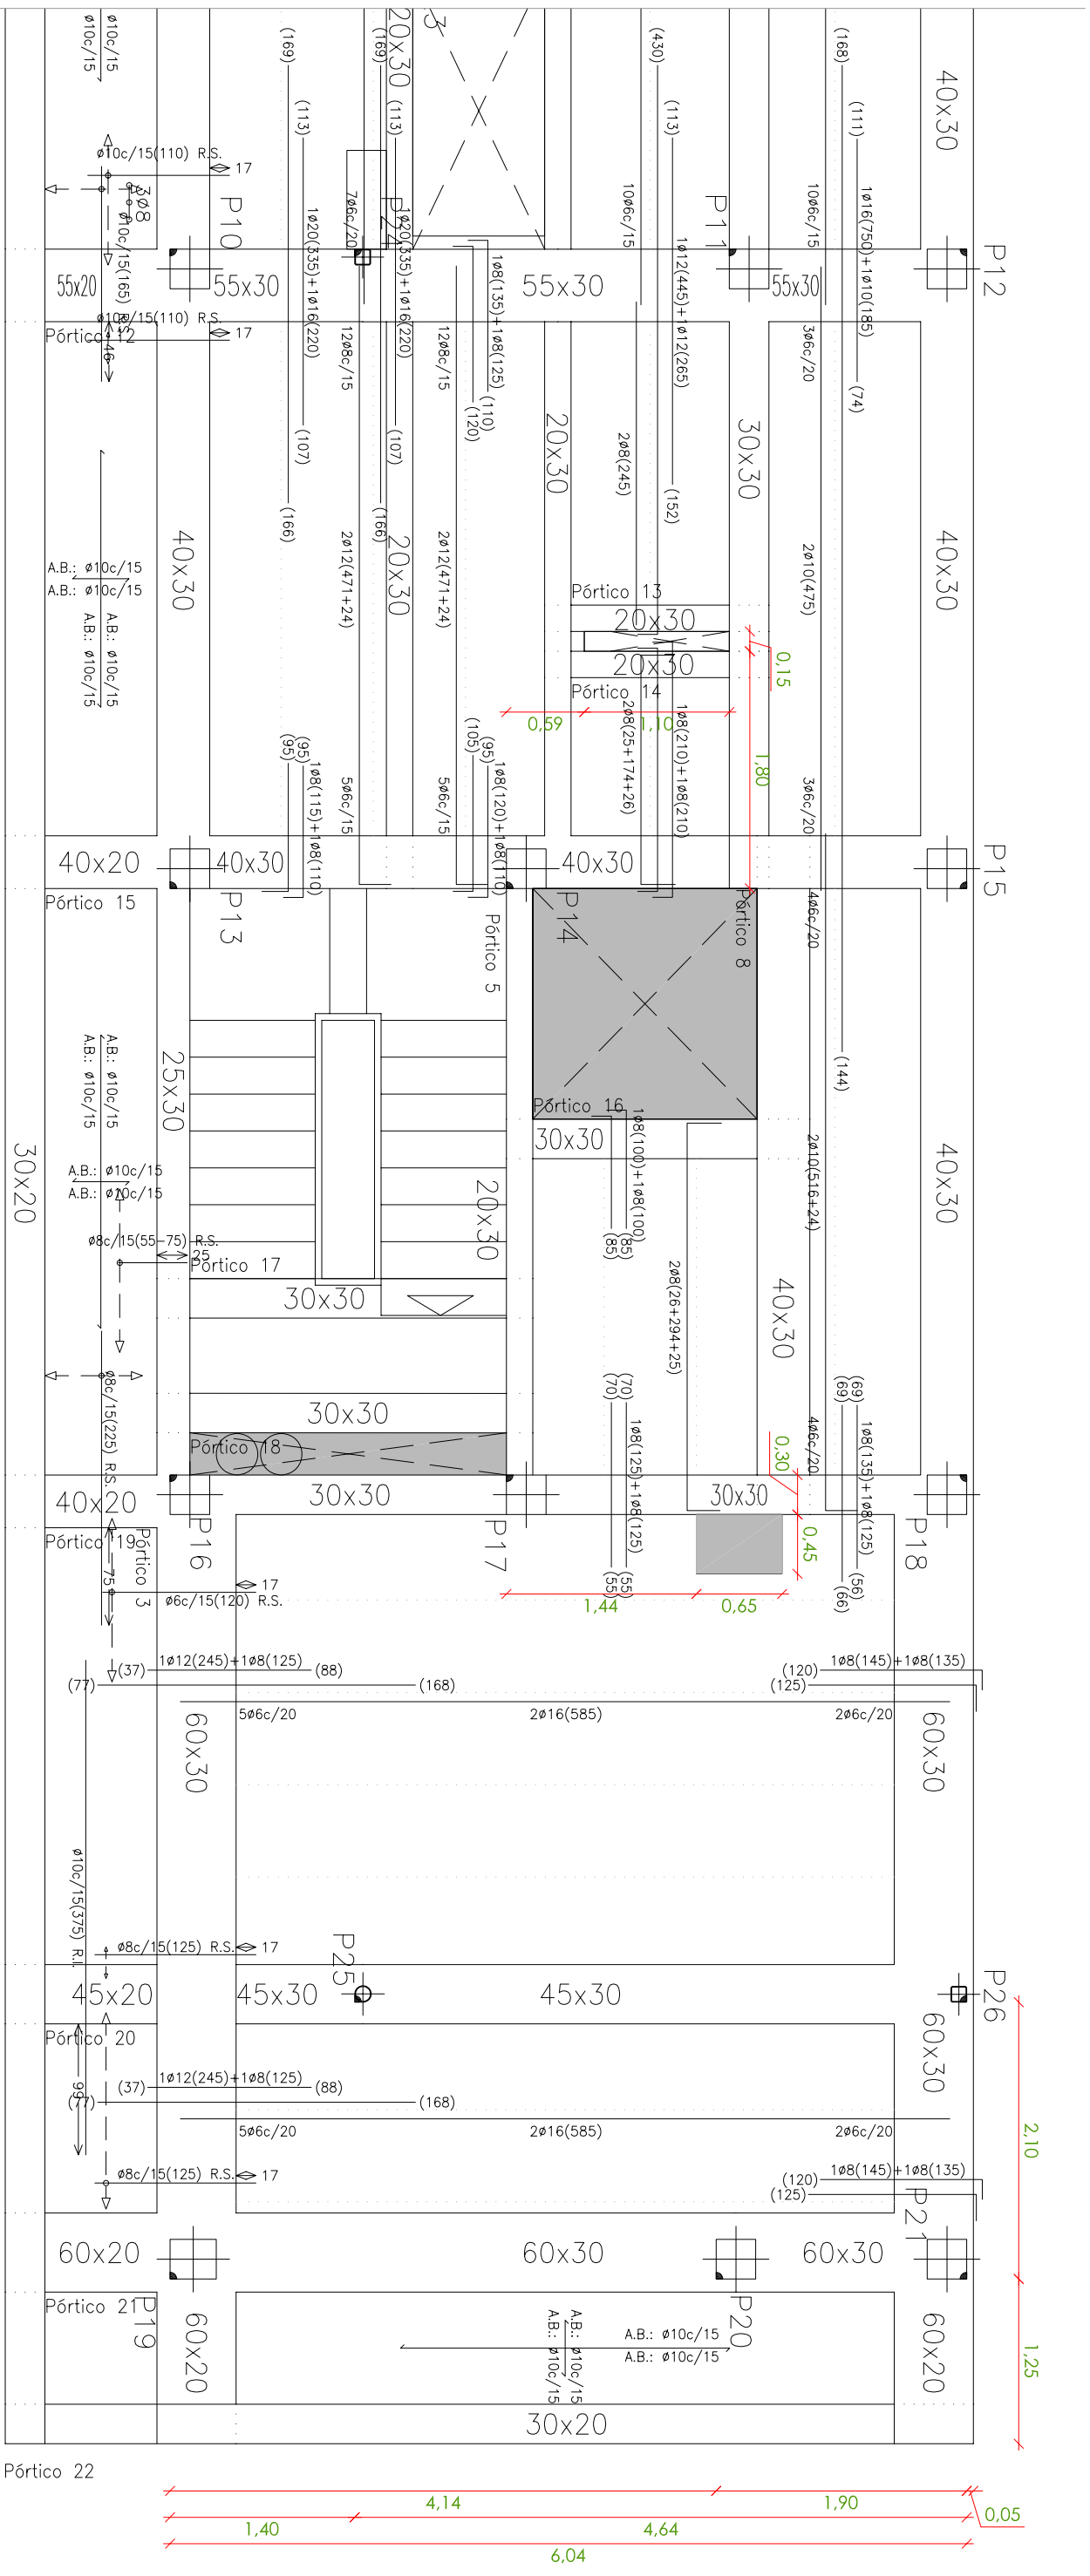 ø10c/15
ø10c/15
(169)
20x30
(169)
3
(430)
(168)
40x30
(113)
(113)
(113)
(111)
ø10c/15(110) R.S.
17
3ø8
ø10c/15(165) R.S.
P10
1ø20(335)+1ø16(220)
7ø6c/20
1ø20(335)+1ø16(220)
1ø8(135)+1ø8(125)
10ø6c/15
1ø12(445)+1ø12(265)
P11
10ø6c/15
1ø16(750)+1ø10(185)
P12
55x20
55x30
55x30
55x30
ø10c/15(110) R.S.
17
Pórtico 12
46
12ø8c/15
12ø8c/15
3ø6c/20
(107)
(107)
(110)
(120)
(74)
(166)
(166)
20x30
2ø8(245)
(152)
30x30
A.B.: ø10c/15
A.B.: ø10c/15
A.B.: ø10c/15
A.B.: ø10c/15
40x30
2ø12(471+24)
20x30
2ø12(471+24)
2ø10(475)
40x30
Pórtico 13
20x30
20x30
Pórtico 14
0,15
0,59
1,10
1,80
(95)
(95)
1ø8(115)+1ø8(110)
5ø6c/15
5ø6c/15
(105)
(95)
1ø8(120)+1ø8(110)
2ø8(25+174+26)
1ø8(210)+1ø8(210)
3ø6c/20
40x20
40x30
40x30
P15
Pórtico 15
P13
Pórtico 5
P14
Pórtico 8
4ø6c/20
A.B.: ø10c/15
A.B.: ø10c/15
25x30
(144)
Pórtico 16
30x30
1ø8(100)+1ø8(100)
30x20
A.B.: ø10c/15
A.B.: ø10c/15
20x30
2ø10(516+24)
40x30
ø8c/15(55-75) R.S.
25
Pórtico 17
30x30
(85)
(85)
2ø8(26+294+25)
40x30
ø8c/15(225) R.S.
(70)
(70)
(69)
(69)
30x30
Pórtico 18
1ø8(125)+1ø8(125)
0,30
4ø6c/20
1ø8(135)+1ø8(125)
40x20
30x30
30x30
Pórtico 19
Pórtico 3
P16
P17
0,45
P18
75
17
ø6c/15(120) R.S.
(55)
(55)
1,44
0,65
(56)
(66)
(37)
1ø12(245)+1ø8(125)
(88)
(77)
(168)
(120)
1ø8(145)+1ø8(135)
(125)
60x30
5ø6c/20
2ø16(585)
2ø6c/20
60x30
ø10c/15(375) R.I.
ø8c/15(125) R.S.
17
P25
P26
45x20
45x30
45x30
60x30
Pórtico 20
99
(37)
1ø12(245)+1ø8(125)
(88)
(77)
(168)
5ø6c/20
2ø16(585)
2ø6c/20
2,10
ø8c/15(125) R.S.
17
(120)
1ø8(145)+1ø8(135)
(125)
P21
60x20
60x30
60x30
Pórtico 21
P19
60x20
A.B.: ø10c/15
A.B.: ø10c/15
A.B.: ø10c/15
A.B.: ø10c/15
P20
60x20
1,25
30x20
Pórtico 22
4,14
1,90
0,05
1,40
4,64
6,04